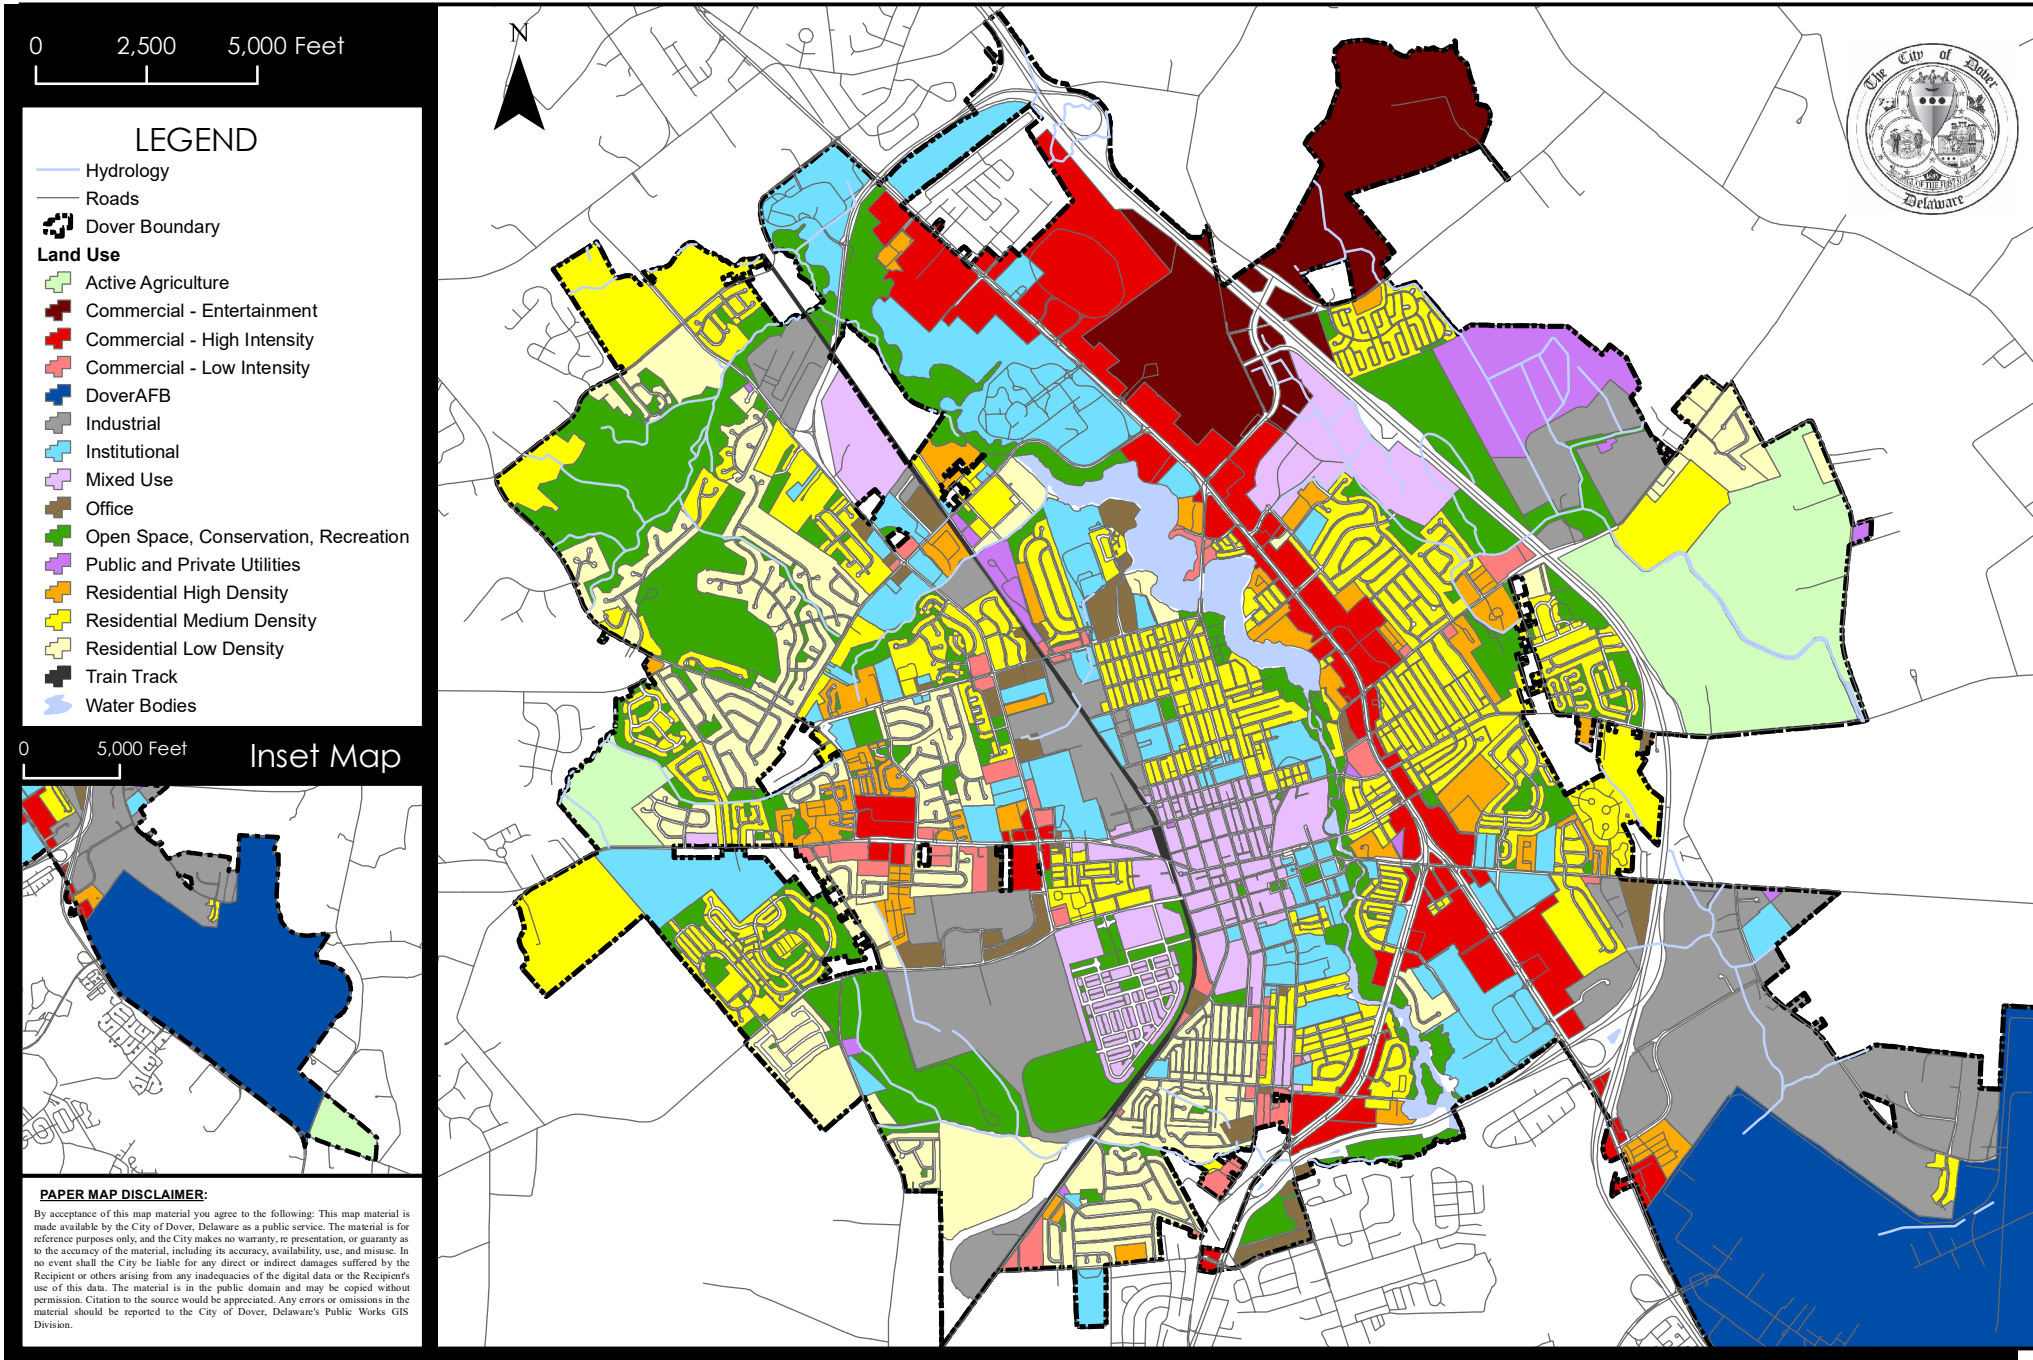 0 2,500 5,000 Feet
N
The City of Dover
1683
Delaware
LEGEND
Hydrology
Roads
Dover Boundary
Land Use
Active Agriculture
Commercial - Entertainment
Commercial - High Intensity
Commercial - Low Intensity
DoverAFB
Industrial
Institutional
Mixed Use
Office
Open Space, Conservation, Recreation
Public and Private Utilities
Residential High Density
Residential Medium Density
Residential Low Density
Train Track
Water Bodies
0 5,000 Feet
Inset Map
PAPER MAP DISCLAIMER:
By acceptance of this map material you agree to the following: This map material is
made available by the City of Dover, Delaware as a public service. The material is for
reference purposes only, and the City makes no warranty, re presentation, or guaranty as
to the accuracy of the material, including its accuracy, availability, use, and misuse. In
no event shall the City be liable for any direct or indirect damages suffered by the
Recipient or others arising from any inadequacies of the digital data or the Recipient's
use of this data. The material is in the public domain and may be copied without
permission. Citation to the source would be appreciated. Any errors or omissions in the
material should be reported to the City of Dover, Delaware's Public Works GIS
Division.